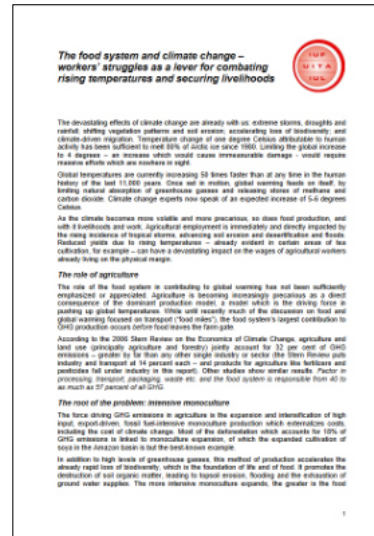 The food system and climate change –
workers' struggles as a lever for combating
rising temperatures and securing livelihoods
IUF
UITA
IUL
The devastating effects of climate change are already with us: extreme storms, droughts and
rainfall; shifting vegetation patterns and soil erosion; accelerating loss of biodiversity; and
climate-driven migration. Temperature change of one degree Celsius attributable to human
activity has been sufficient to melt 80% of Arctic ice since 1960. Limiting the global increase
to 4 degrees – an increase which would cause immeasurable damage - would require
massive efforts which are nowhere in sight.
Global temperatures are currently increasing 50 times faster than at any time in the human
history of the last 11,000 years. Once set in motion, global warming feeds on itself, by
limiting natural absorption of greenhouse gasses and releasing stores of methane and
carbon dioxide. Climate change experts now speak of an expected increase of 5-6 degrees
Celsius.
As the climate becomes more volatile and more precarious, so does food production, and
with it livelihoods and work. Agricultural employment is immediately and directly impacted by
the rising incidence of tropical storms, advancing soil erosion and desertification and floods.
Reduced yields due to rising temperatures – already evident in certain areas of tea
cultivation, for example – can have a devastating impact on the wages of agricultural workers
already living on the physical margin.
The role of agriculture
The role of the food system in contributing to global warming has not been sufficiently
emphasized or appreciated. Agriculture is becoming increasingly precarious as a direct
consequence of the dominant production model, a model which is the driving force in
pushing up global temperatures. While until recently much of the discussion on food and
global warming focused on transport ("food miles"), the food system's largest contribution to
GHG production occurs before food leaves the farm gate.
According to the 2006 Stern Review on the Economics of Climate Change, agriculture and
land use (principally agriculture and forestry) jointly account for 32 per cent of GHG
emissions – greater by far than any other single industry or sector (the Stern Review puts
industry and transport at 14 percent each – and products for agriculture like fertilizers and
pesticides fall under industry in this report). Other studies show similar results. Factor in
processing, transport, packaging, waste etc. and the food system is responsible from 40 to
as much as 57 percent of all GHG.
The root of the problem: intensive monoculture
The force driving GHG emissions in agriculture is the expansion and intensification of high
input, export-driven, fossil fuel-intensive monoculture production which externalizes costs,
including the cost of climate change. Most of the deforestation which accounts for 18% of
GHG emissions is linked to monoculture expansion, of which the expanded cultivation of
soya in the Amazon basin is but the best-known example.
In addition to high levels of greenhouse gasses, this method of production accelerates the
already rapid loss of biodiversity, which is the foundation of life and of food. It promotes the
destruction of soil organic matter, leading to topsoil erosion, flooding and the exhaustion of
ground water supplies. The more intensive monoculture expands, the greater is the food
1